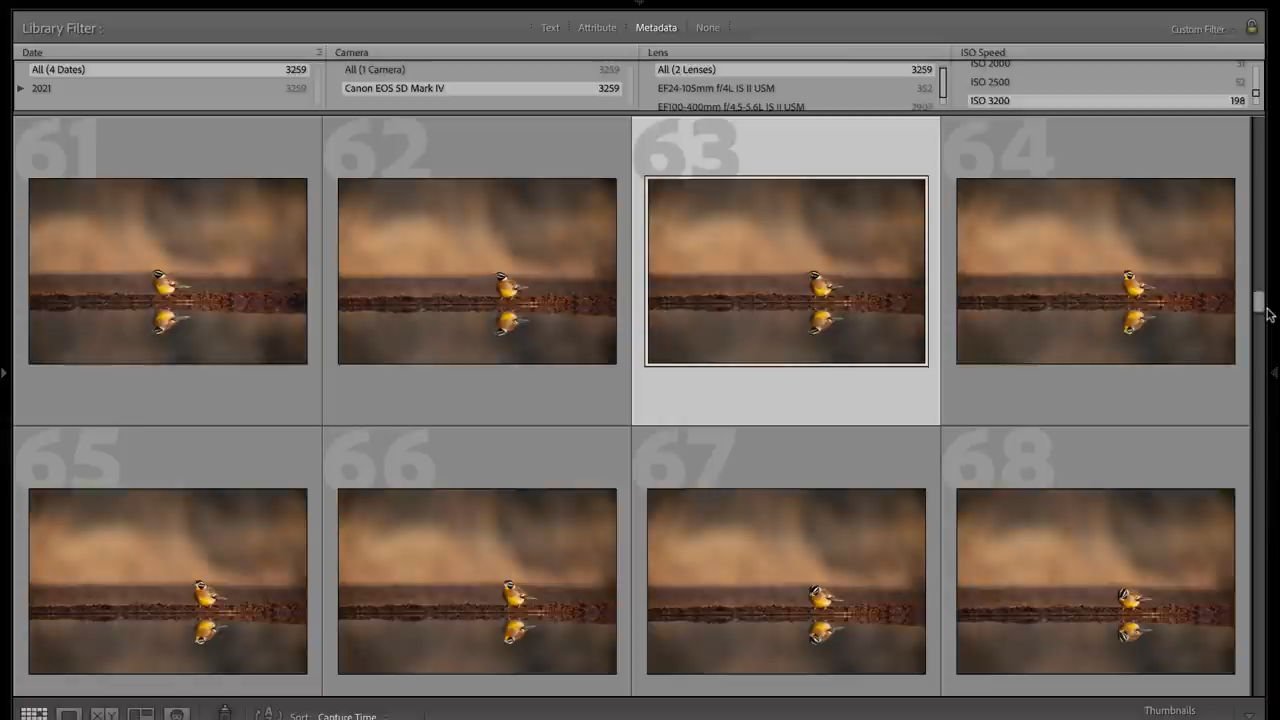 Library Filter :
Text Attribute Metadata None
Custom Filter
Date
Camera
Lens
ISO Speed
All (4 Dates) 3259
2021 3259
All (1 Camera) 3259
Canon EOS 5D Mark IV 3259
All (2 Lenses) 3259
EF24-105mm f/4L IS II USM 352
EF100-400mm f/4.5-5.6L IS II USM
ISO 2000 31
ISO 2500 52
ISO 3200 198
61 62 63 64
65 66 67 68
Sort: Capture Time
Thumbnails